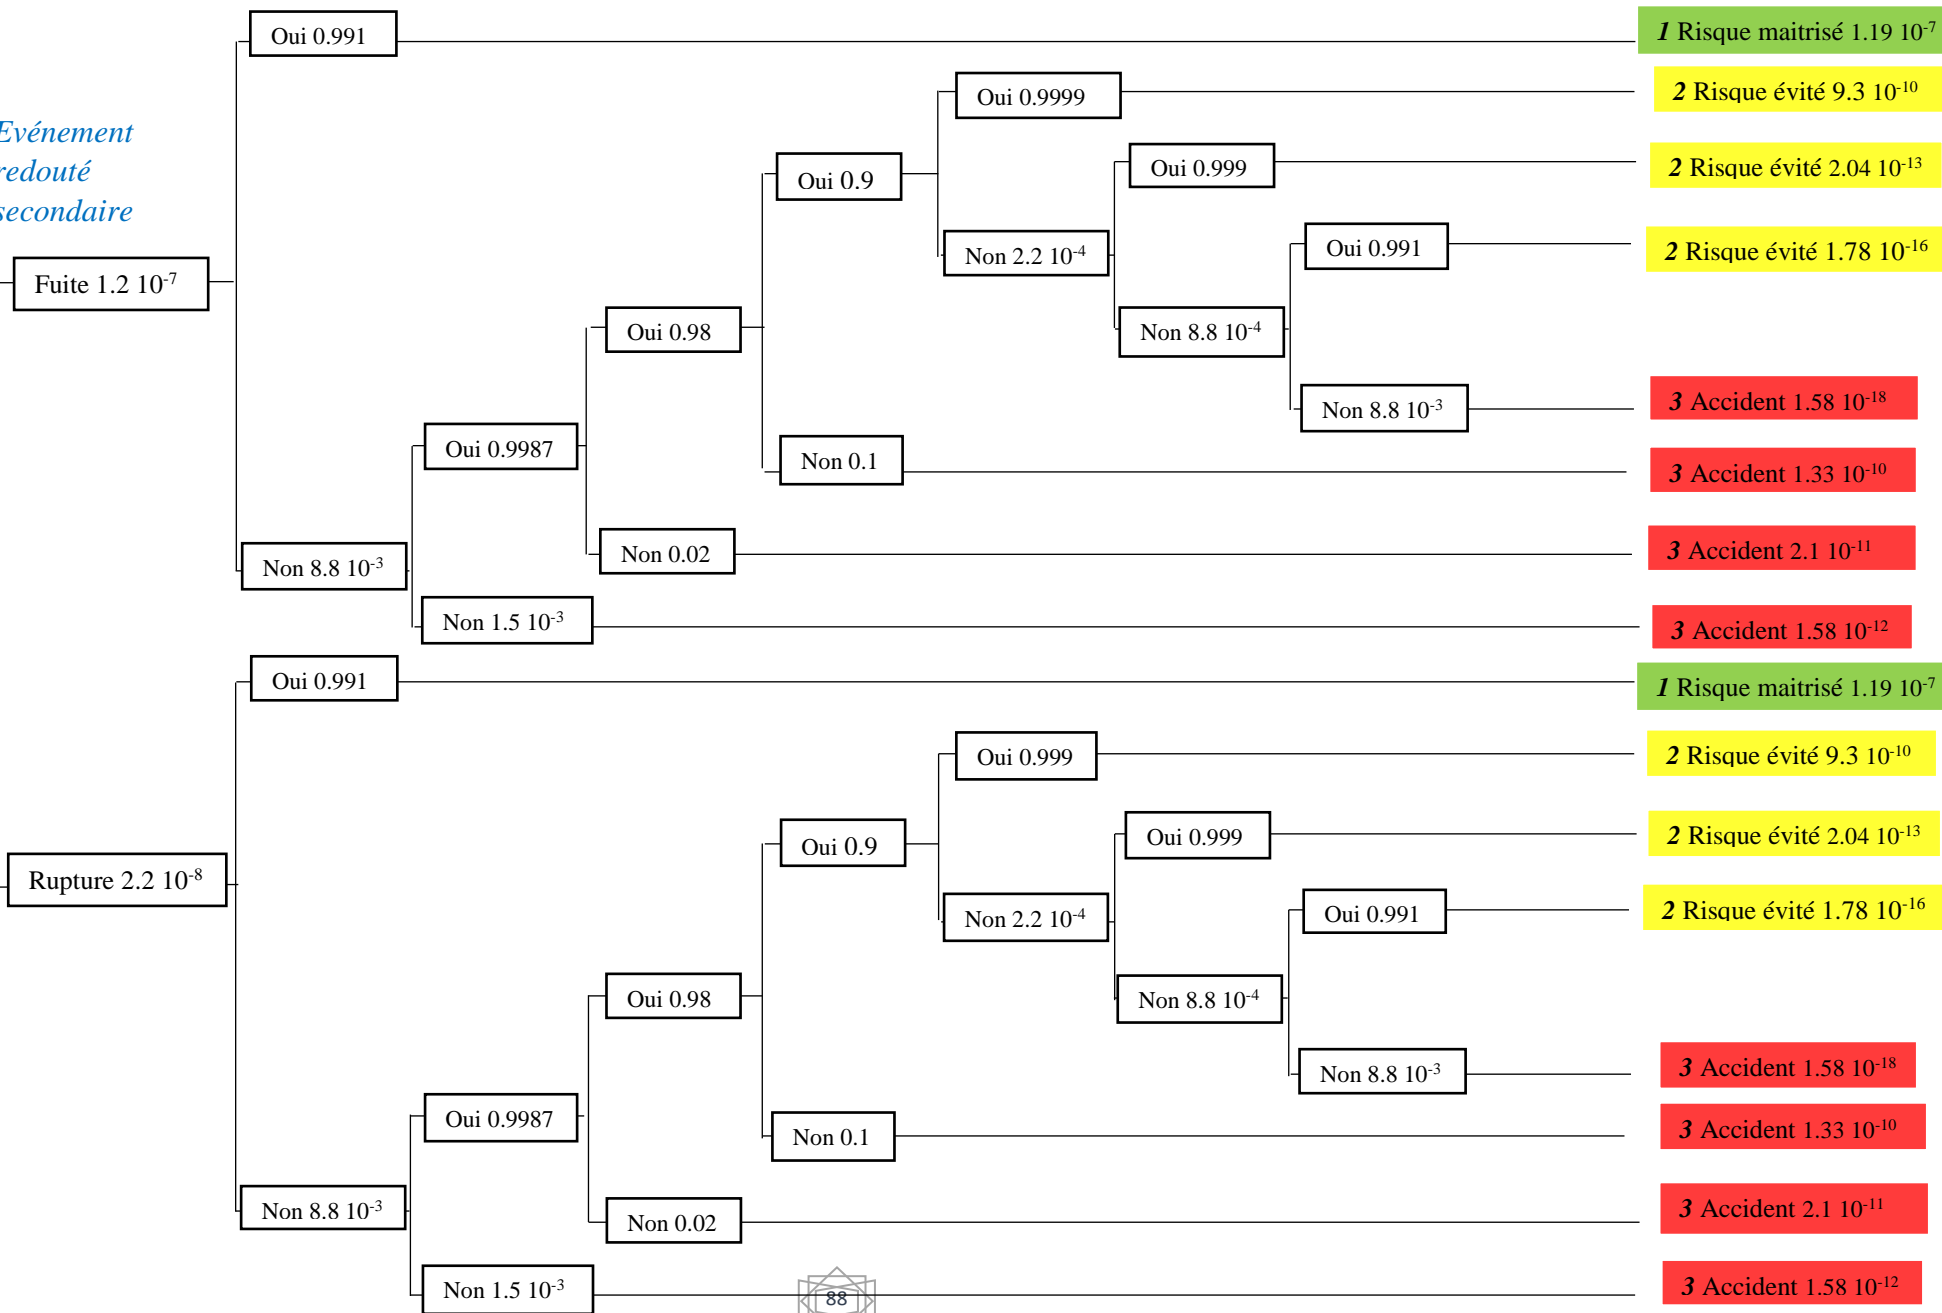 Oui 0.991
1 Risque maitrisé 1.19 10-7
Oui 0.9999
2 Risque évité 9.3 10-10
Evénement
redouté
secondaire
Oui 0.9
Oui 0.999
2 Risque évité 2.04 10-13
Non 2.2 10-4
Oui 0.991
2 Risque évité 1.78 10-16
Fuite 1.2 10-7
Oui 0.98
Non 8.8 10-4
Non 8.8 10-3
3 Accident 1.58 10-18
Oui 0.9987
Non 0.1
3 Accident 1.33 10-10
Non 8.8 10-3
Non 0.02
3 Accident 2.1 10-11
Non 1.5 10-3
3 Accident 1.58 10-12
Oui 0.991
1 Risque maitrisé 1.19 10-7
Oui 0.999
2 Risque évité 9.3 10-10
Oui 0.9
Oui 0.999
2 Risque évité 2.04 10-13
Rupture 2.2 10-8
Non 2.2 10-4
Oui 0.991
2 Risque évité 1.78 10-16
Oui 0.98
Non 8.8 10-4
Non 8.8 10-3
3 Accident 1.58 10-18
Oui 0.9987
Non 0.1
3 Accident 1.33 10-10
Non 8.8 10-3
Non 0.02
3 Accident 2.1 10-11
Non 1.5 10-3
3 Accident 1.58 10-12
88